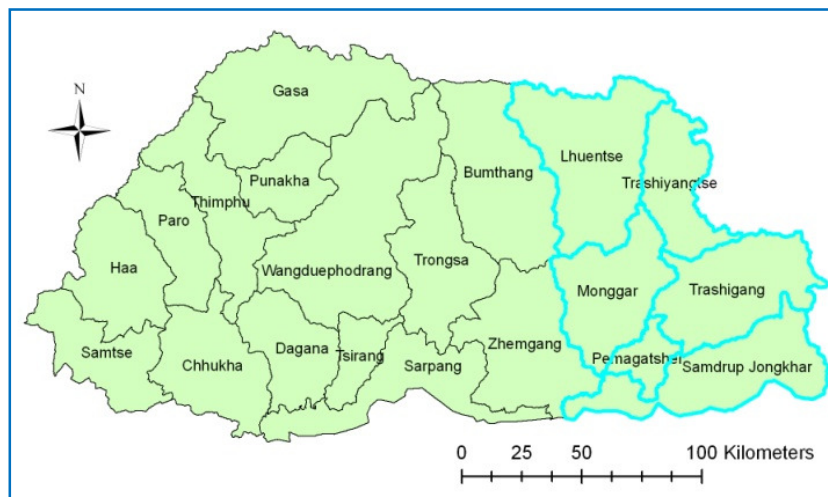 N
Gasa
Lhuentse
Bumthang
Punakha
Trashiyangtse
Thimphu
Paro
Trongsa
Haa
Wangduephodrang
Monggar
Trashigang
Zhemgang
Dagana
Tsirang
Samtse
Chhukha
Sarpang
Pemagatshel
Samdrup Jongkhar
0 25 50 100 Kilometers